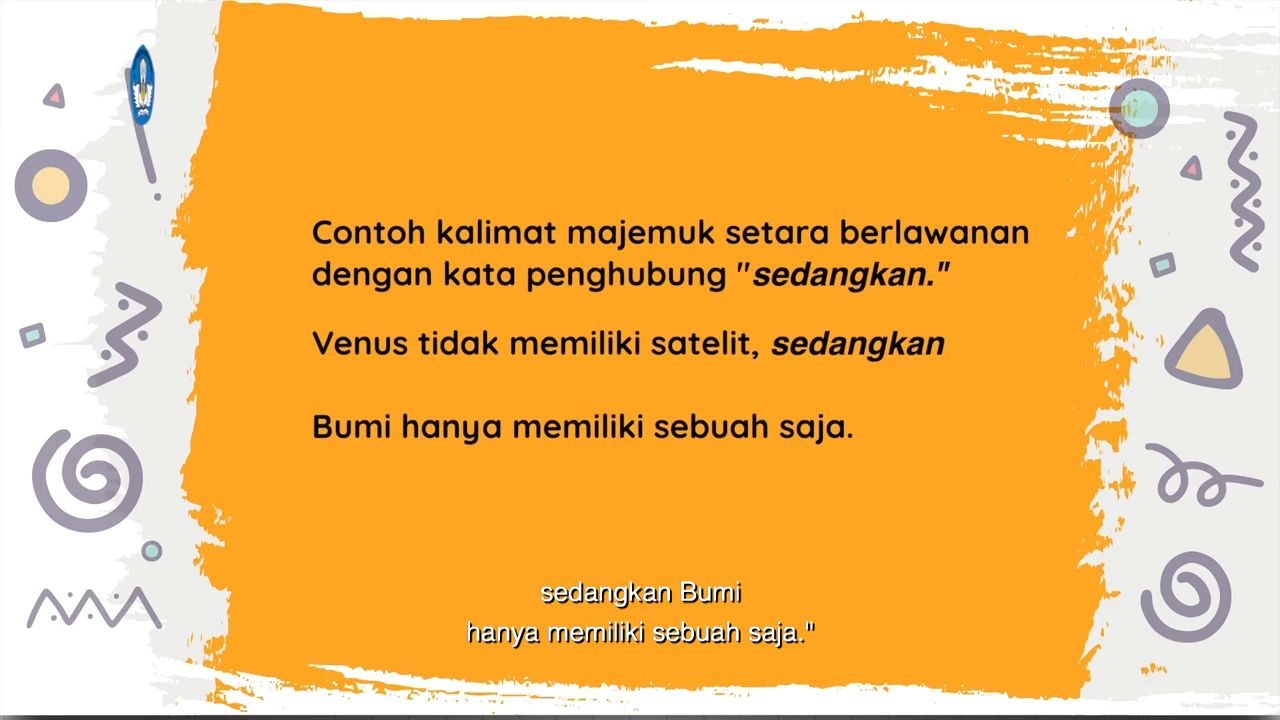 Contoh kalimat majemuk setara berlawanan
dengan kata penghubung "sedangkan."
Venus tidak memiliki satelit, sedangkan
Bumi hanya memiliki sebuah saja.
sedangkan Bumi
hanya memiliki sebuah saja."